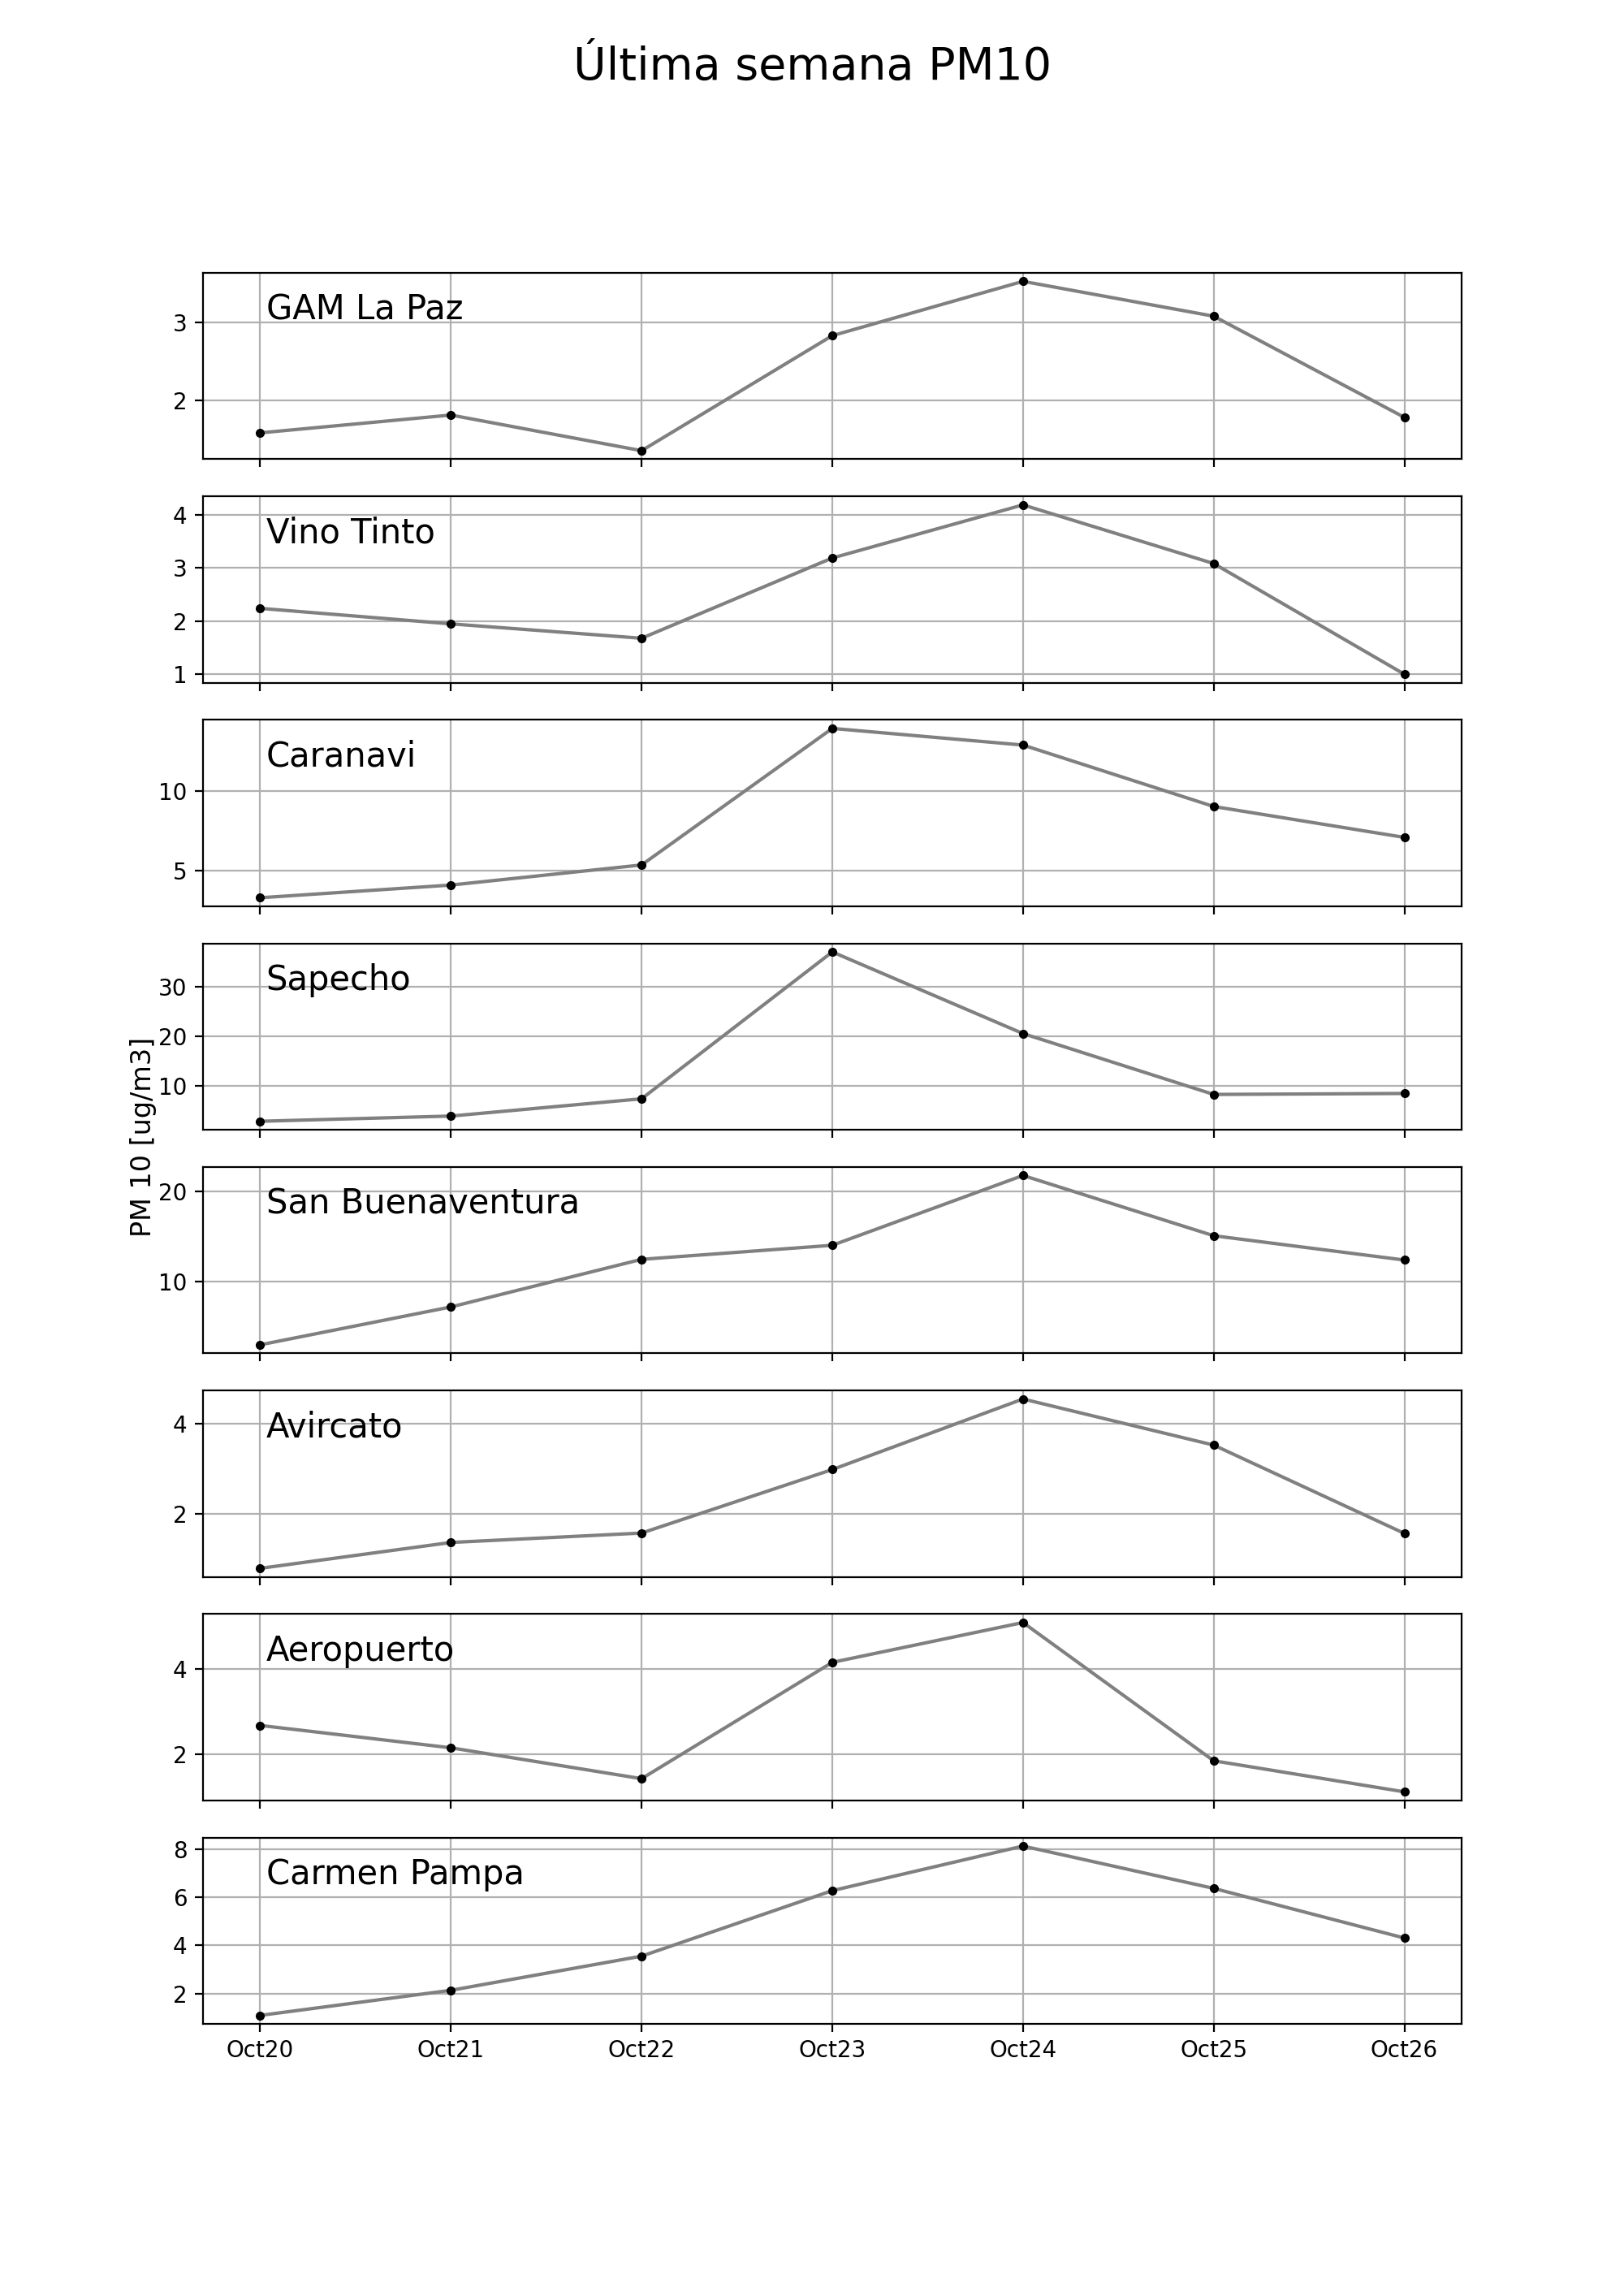 Última semana PM10
GAM La Paz
3
2
Vino Tinto
4
3
2
1
Caranavi
10
5
Sapecho
30
20
10
PM 10 [ug/m3]
San Buenaventura
20
10
Avircato
4
2
Aeropuerto
4
2
Carmen Pampa
8
6
4
2
Oct20 Oct21 Oct22 Oct23 Oct24 Oct25 Oct26